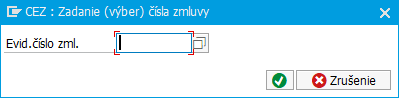 CEZ : Zadanie (výber) čísla zmluvy
Evid.číslo zml.
Zrušenie